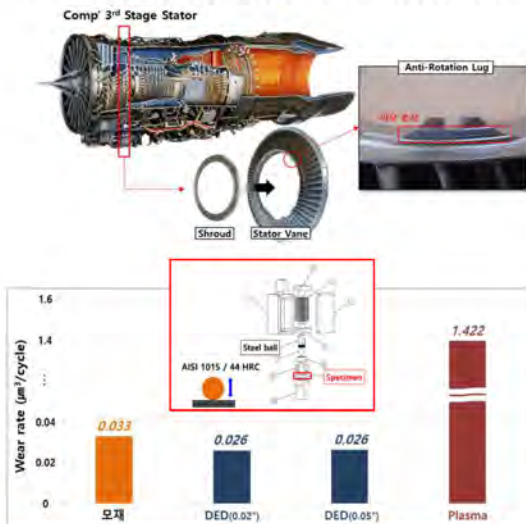 Comp' 3rd Stage Stator
Anti-Rotation Lug
Shroud
Stator Vane
Wear rate (μm³/cycle)
1.6
1.4
0.04
0.02
0
Steel ball
AISI 1015 / 44 HRC
Specimen
0.033
0.026
0.026
1.422
모재
DED(0.02")
DED(0.05")
Plasma